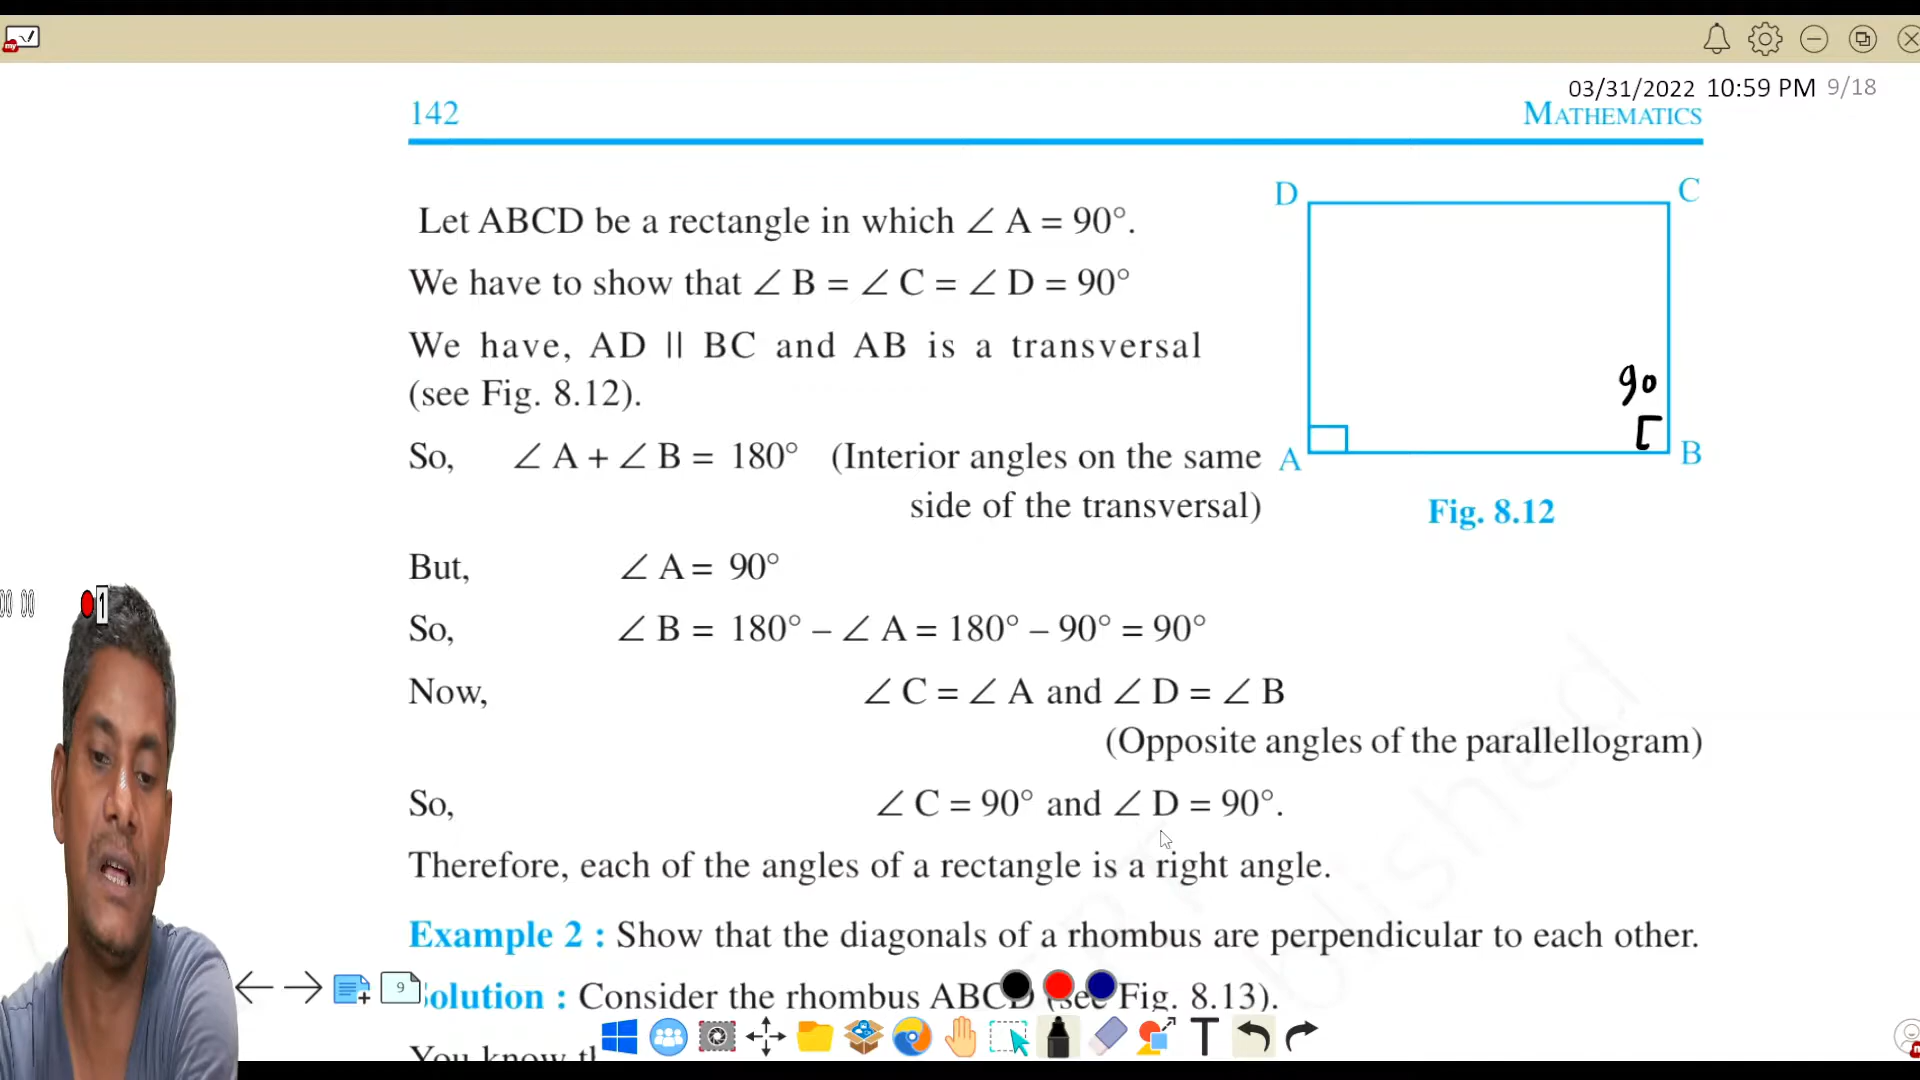 03/31/2022 10:59 PM 9/18
142 MATHEMATICS
Let ABCD be a rectangle in which ∠ A = 90°.
We have to show that ∠ B = ∠ C = ∠ D = 90°
We have, AD || BC and AB is a transversal
(see Fig. 8.12).
So, ∠ A + ∠ B = 180° (Interior angles on the same
side of the transversal)
D C
90
A B
Fig. 8.12
But, ∠ A = 90°
So, ∠ B = 180° – ∠ A = 180° – 90° = 90°
Now, ∠ C = ∠ A and ∠ D = ∠ B
(Opposite angles of the parallellogram)
So, ∠ C = 90° and ∠ D = 90°.
Therefore, each of the angles of a rectangle is a right angle.
Example 2 : Show that the diagonals of a rhombus are perpendicular to each other.
olution : Consider the rhombus ABCD (see Fig. 8.13).
You know
1
9
T